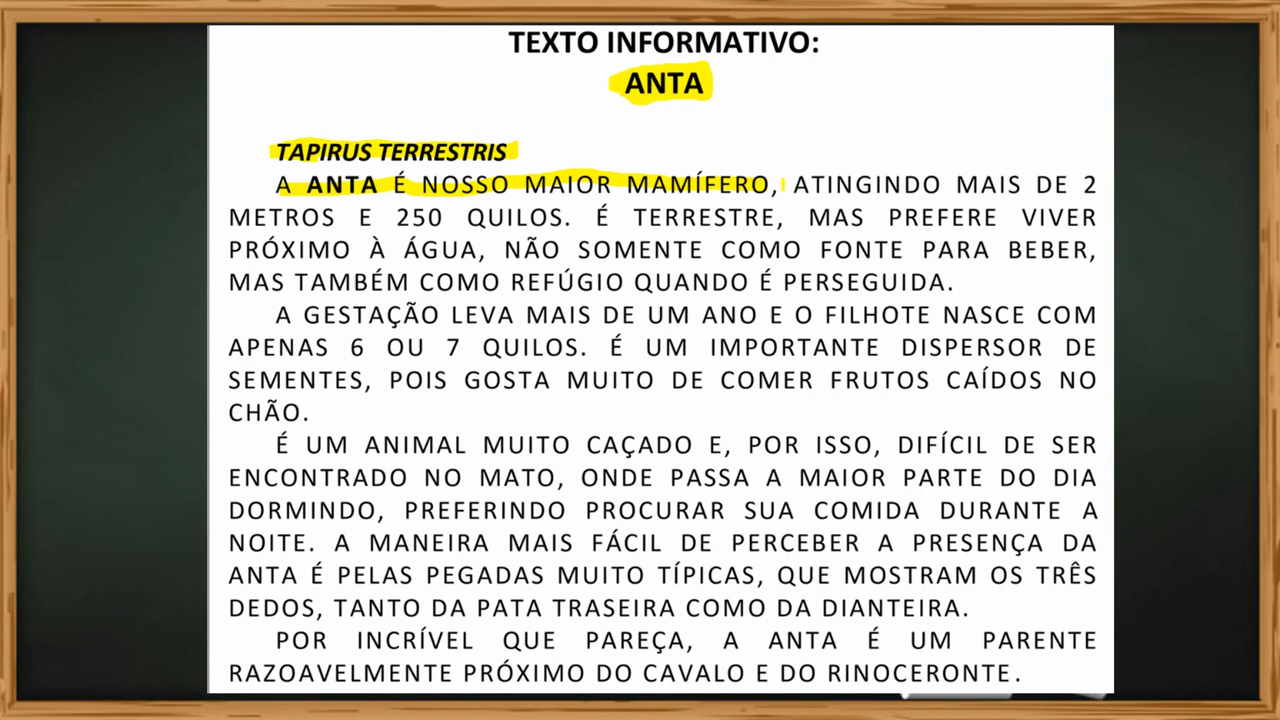 TEXTO INFORMATIVO:
ANTA
TAPIRUS TERRESTRIS
A ANTA É NOSSO MAIOR MAMÍFERO, ATINGINDO MAIS DE 2
METROS E 250 QUILOS. É TERRESTRE, MAS PREFERE VIVER
PRÓXIMO À ÁGUA, NÃO SOMENTE COMO FONTE PARA BEBER,
MAS TAMBÉM COMO REFÚGIO QUANDO É PERSEGUIDA.
A GESTAÇÃO LEVA MAIS DE UM ANO E O FILHOTE NASCE COM
APENAS 6 OU 7 QUILOS. É UM IMPORTANTE DISPERSOR DE
SEMENTES, POIS GOSTA MUITO DE COMER FRUTOS CAÍDOS NO
CHÃO.
É UM ANIMAL MUITO CAÇADO E, POR ISSO, DIFÍCIL DE SER
ENCONTRADO NO MATO, ONDE PASSA A MAIOR PARTE DO DIA
DORMINDO, PREFERINDO PROCURAR SUA COMIDA DURANTE A
NOITE. A MANEIRA MAIS FÁCIL DE PERCEBER A PRESENÇA DA
ANTA É PELAS PEGADAS MUITO TÍPICAS, QUE MOSTRAM OS TRÊS
DEDOS, TANTO DA PATA TRASEIRA COMO DA DIANTEIRA.
POR INCRÍVEL QUE PAREÇA, A ANTA É UM PARENTE
RAZOAVELMENTE PRÓXIMO DO CAVALO E DO RINOCERONTE.